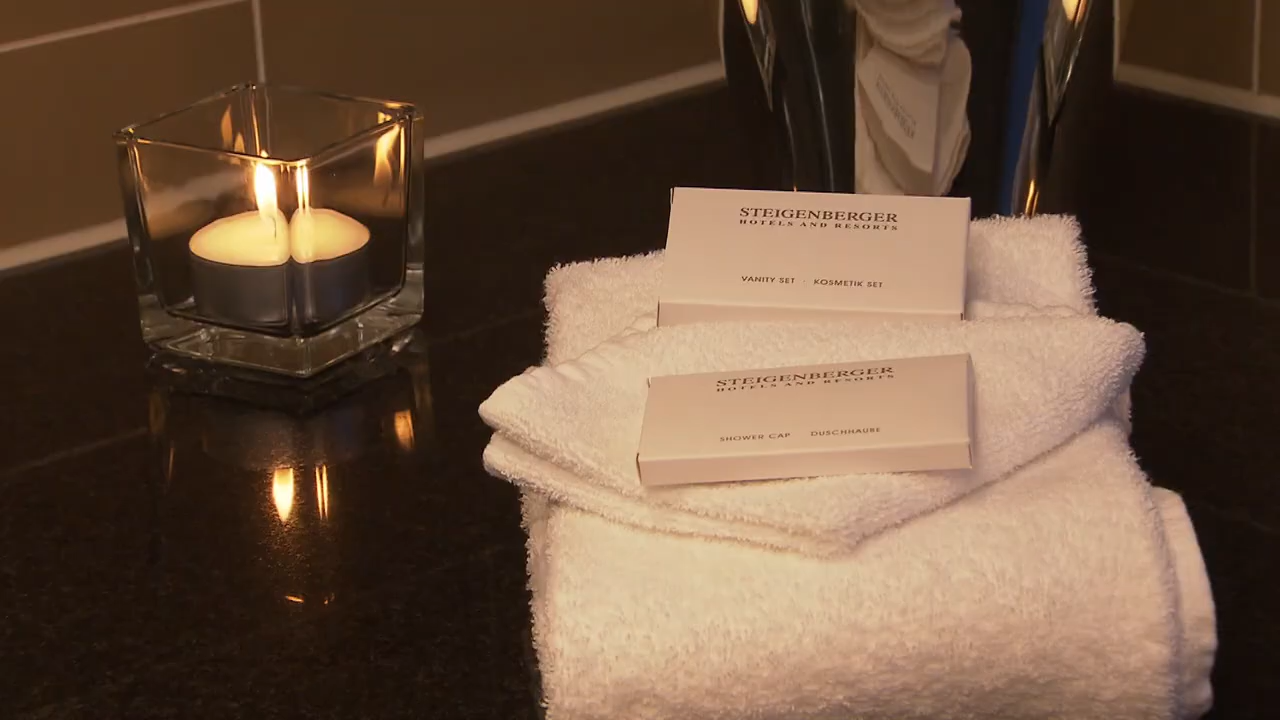 STEIGENBERGER
HOTELS AND RESORTS
VANITY SET · KOSMETIK SET
STEIGENBERGER
HOTELS AND RESORTS
SHOWER CAP DUSCHHAUBE